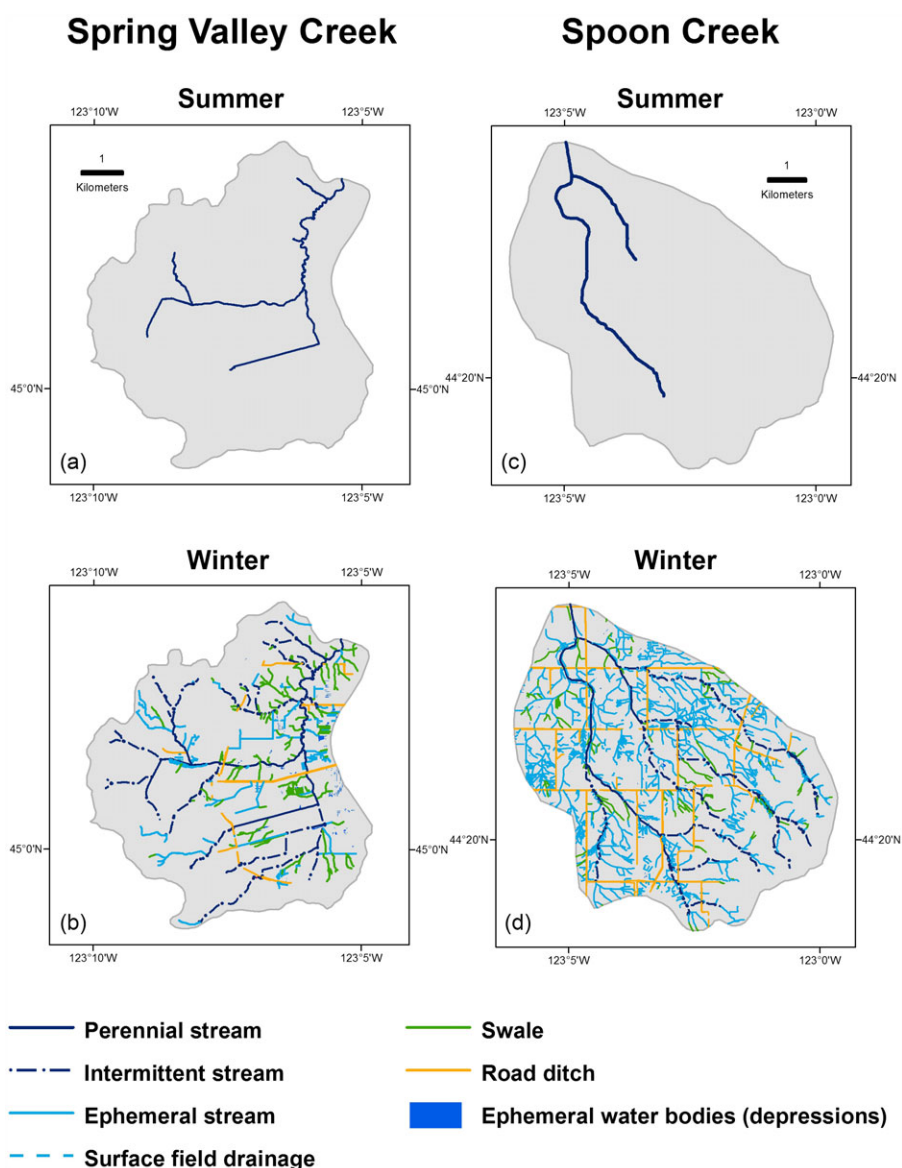 Spring Valley Creek
Spoon Creek
Summer
Summer
123°10'W
123°5'W
123°5'W
123°0'W
1
Kilometers
1
Kilometers
45°0'N
45°0'N
44°20'N
44°20'N
(a)
(c)
123°10'W
123°5'W
123°5'W
123°0'W
Winter
Winter
123°10'W
123°5'W
123°5'W
123°0'W
45°0'N
45°0'N
44°20'N
44°20'N
(b)
(d)
123°10'W
123°5'W
123°5'W
123°0'W
Perennial stream
Swale
Intermittent stream
Road ditch
Ephemeral stream
Ephemeral water bodies (depressions)
Surface field drainage